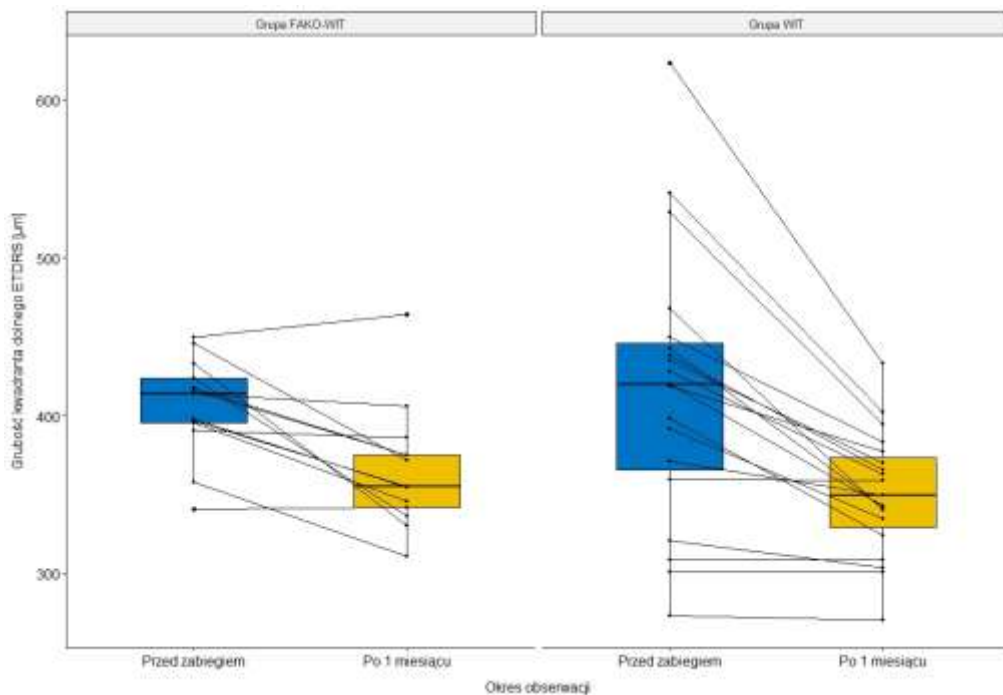 Grupa FAKO-WIT
Grupa WIT
Grubość kwadranta dolnego ETDRS [µm]
600
500
400
300
Przed zabiegiem
Po 1 miesiącu
Przed zabiegiem
Po 1 miesiącu
Okres obserwacji